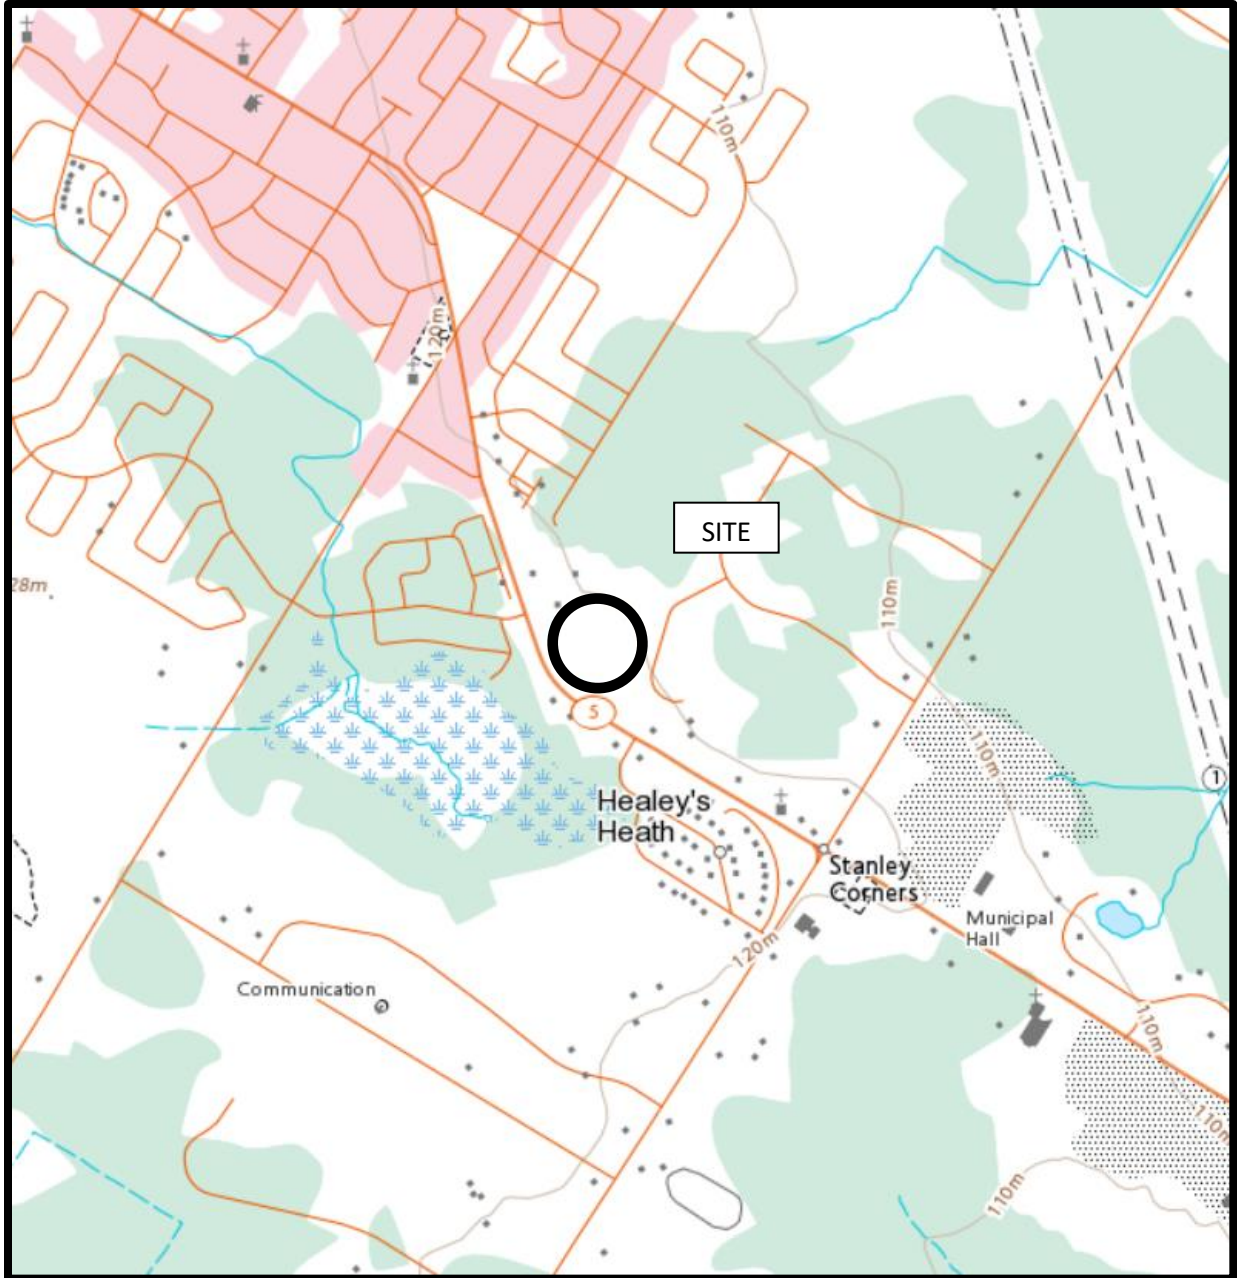 110m
120m
SITE
28m
110m
5
110m
1
Healey's
Heath
Stanley
Corners
Municipal
Hall
120m
Communication
110m
110m
110m